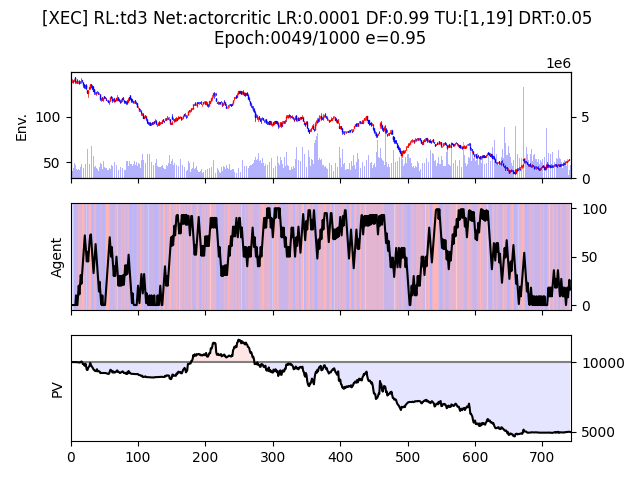 [XEC] RL:td3 Net:actorcritic LR:0.0001 DF:0.99 TU:[1,19] DRT:0.05
Epoch:0049/1000 e=0.95
1e6
Env.
100
50
5
0
Agent
100
50
0
PV
10000
5000
0 100 200 300 400 500 600 700